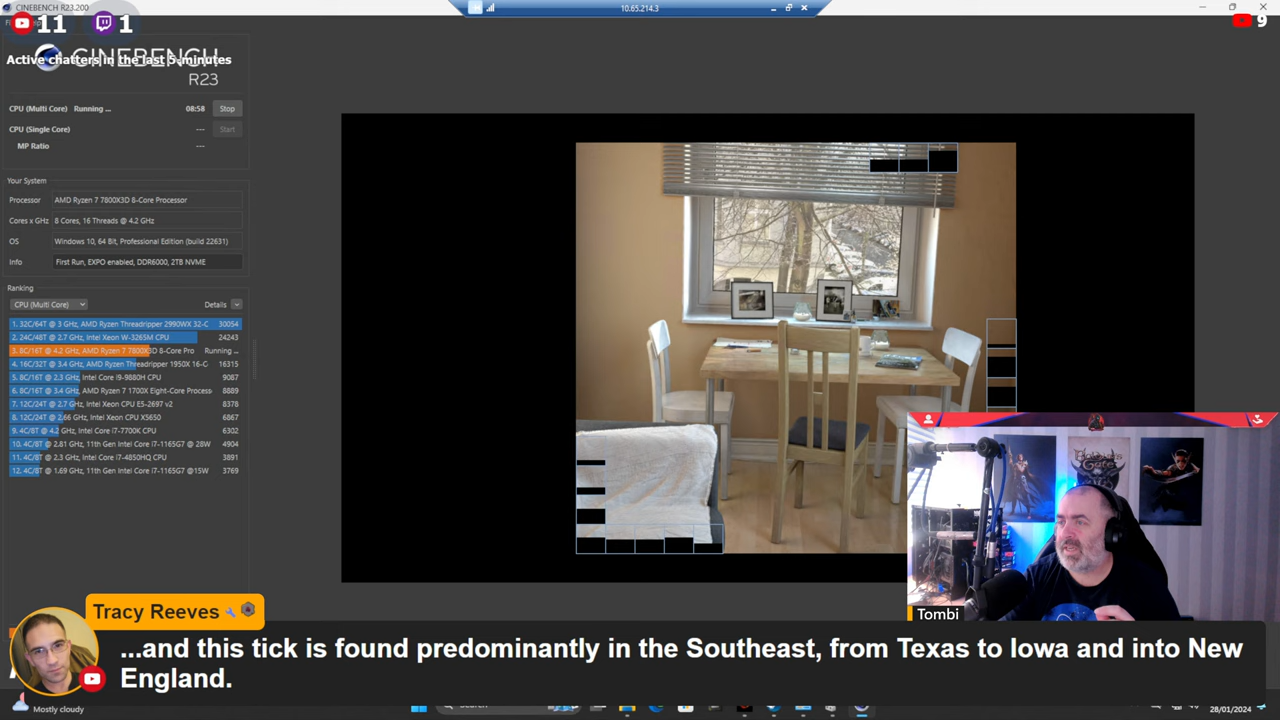 CINEBENCH R23.200
10.65.214.3
11
1
9
Active chatters in the last 5 minutes
CINEBENCH
R23
CPU (Multi Core) Running ... 08:58 Stop
CPU (Single Core) --- Start
MP Ratio ---
Your System
Processor AMD Ryzen 7 7800X3D 8-Core Processor
Cores x GHz 8 Cores, 16 Threads @ 4.2 GHz
OS Windows 10, 64 Bit, Professional Edition (build 22631)
Info First Run, EXPO enabled, DDR6000, 2TB NVME
Ranking
CPU (Multi Core) Details
1. 32C/64T @ 3 GHz, AMD Ryzen Threadripper 2990WX 32-C 30054
2. 24C/48T @ 2.7 GHz, Intel Xeon W-3265M CPU 24243
3. 8C/16T @ 4.2 GHz, AMD Ryzen 7 7800X3D 8-Core Pro Running ...
4. 16C/32T @ 3.4 GHz, AMD Ryzen Threadripper 1950X 16-C 16315
5. 8C/16T @ 2.3 GHz, Intel Core i9-9880H CPU 9087
6. 8C/16T @ 3.4 GHz, AMD Ryzen 7 1700X Eight-Core Process 8889
7. 12C/24T @ 2.7 GHz, Intel Xeon CPU E5-2697 v2 8378
8. 12C/24T @ 2.66 GHz, Intel Xeon CPU X5650 6867
9. 4C/8T @ 4.2 GHz, Intel Core i7-7700K CPU 6302
10. 4C/8T @ 2.81 GHz, 11th Gen Intel Core i7-1165G7 @ 28W 4904
11. 4C/8T @ 2.3 GHz, Intel Core i7-4850HQ CPU 3891
12. 4C/8T @ 1.69 GHz, 11th Gen Intel Core i7-1165G7 @15W 3769
Tombi
Tracy Reeves
...and this tick is found predominantly in the Southeast, from Texas to Iowa and into New
England.
Mostly cloudy
Search
28/01/2024